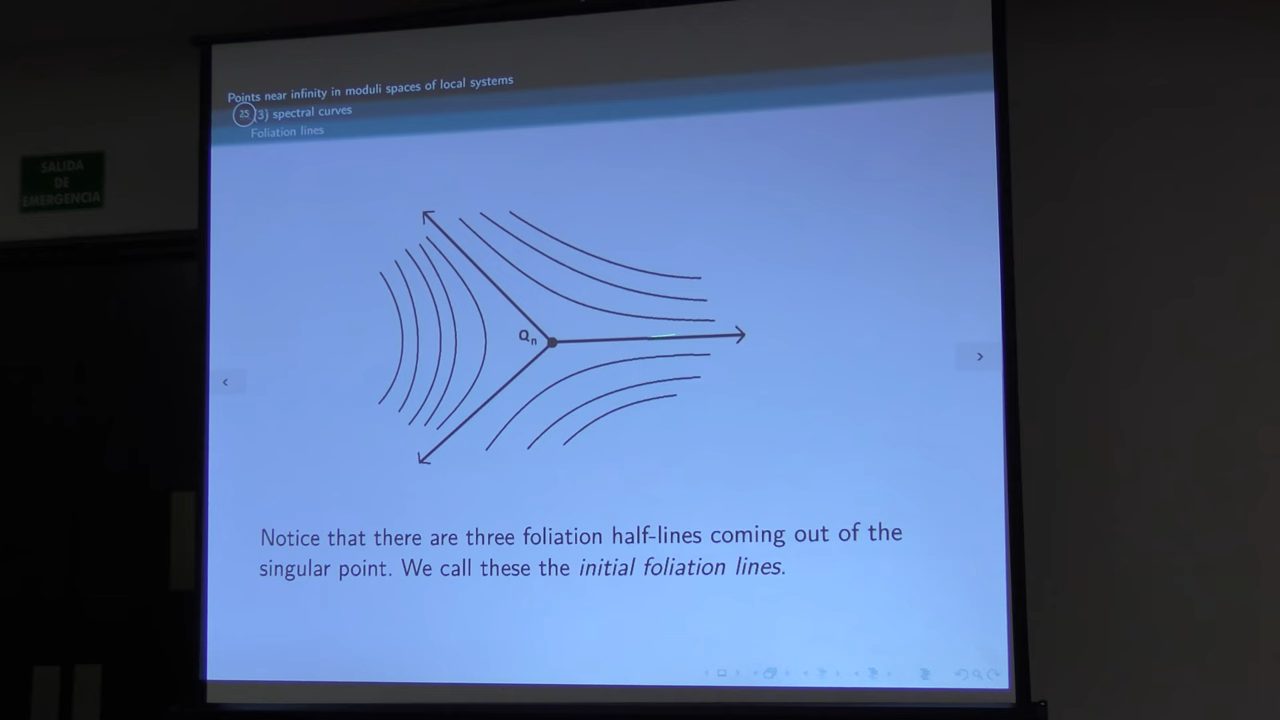 SALIDA
DE
EMERGENCIA
Points near infinity in moduli spaces of local systems
25 (3) spectral curves
Foliation lines
Qn
Notice that there are three foliation half-lines coming out of the
singular point. We call these the initial foliation lines.